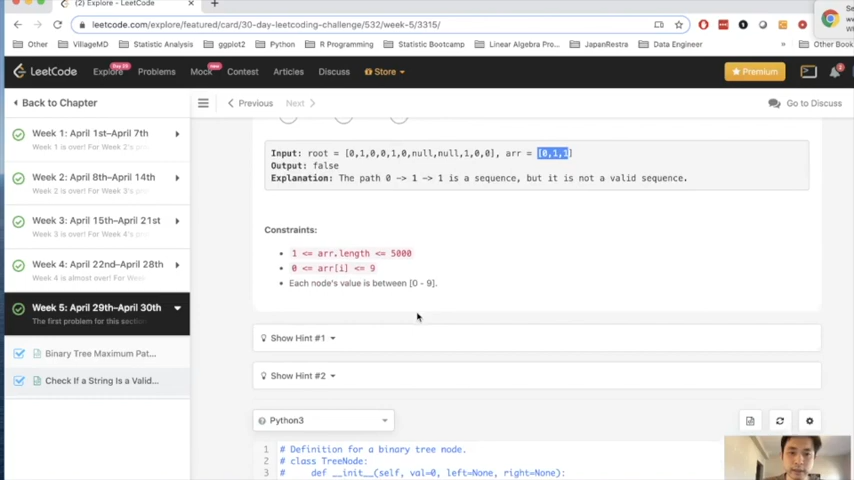 (2) Explore - LeetCode
leetcode.com/explore/featured/card/30-day-leetcoding-challenge/532/week-5/3315/
Other VillageMD Statistic Analysis ggplot2 Python R Programming Statistic Bootcamp Linear Algebra Pro... JapanRestra Data Engineer Other Book
LeetCode Explore Problems Mock new Contest Articles Discuss Store Premium
Back to Chapter
Previous Next
Go to Discuss
Week 1: April 1st–April 7th
Week 1 is over! For Week 2's
Week 2: April 8th–April 14th
Week 2 is over! For Week 3's
Week 3: April 15th–April 21st
Week 3 is over! For Week 4's
Week 4: April 22nd–April 28th
Week 4 is almost over! For We
Week 5: April 29th–April 30th
The first problem for this section
Binary Tree Maximum Pat...
Check If a String Is a Valid...
Input: root = [0,1,0,0,1,0,null,null,1,0,0], arr = [0,1,1]
Output: false
Explanation: The path 0 -> 1 -> 1 is a sequence, but it is not a valid sequence.
Constraints:
1 <= arr.length <= 5000
0 <= arr[i] <= 9
Each node's value is between [0 - 9].
Show Hint #1
Show Hint #2
Python3
1 # Definition for a binary tree node.
2 # class TreeNode:
3 # def __init__(self, val=0, left=None, right=None):